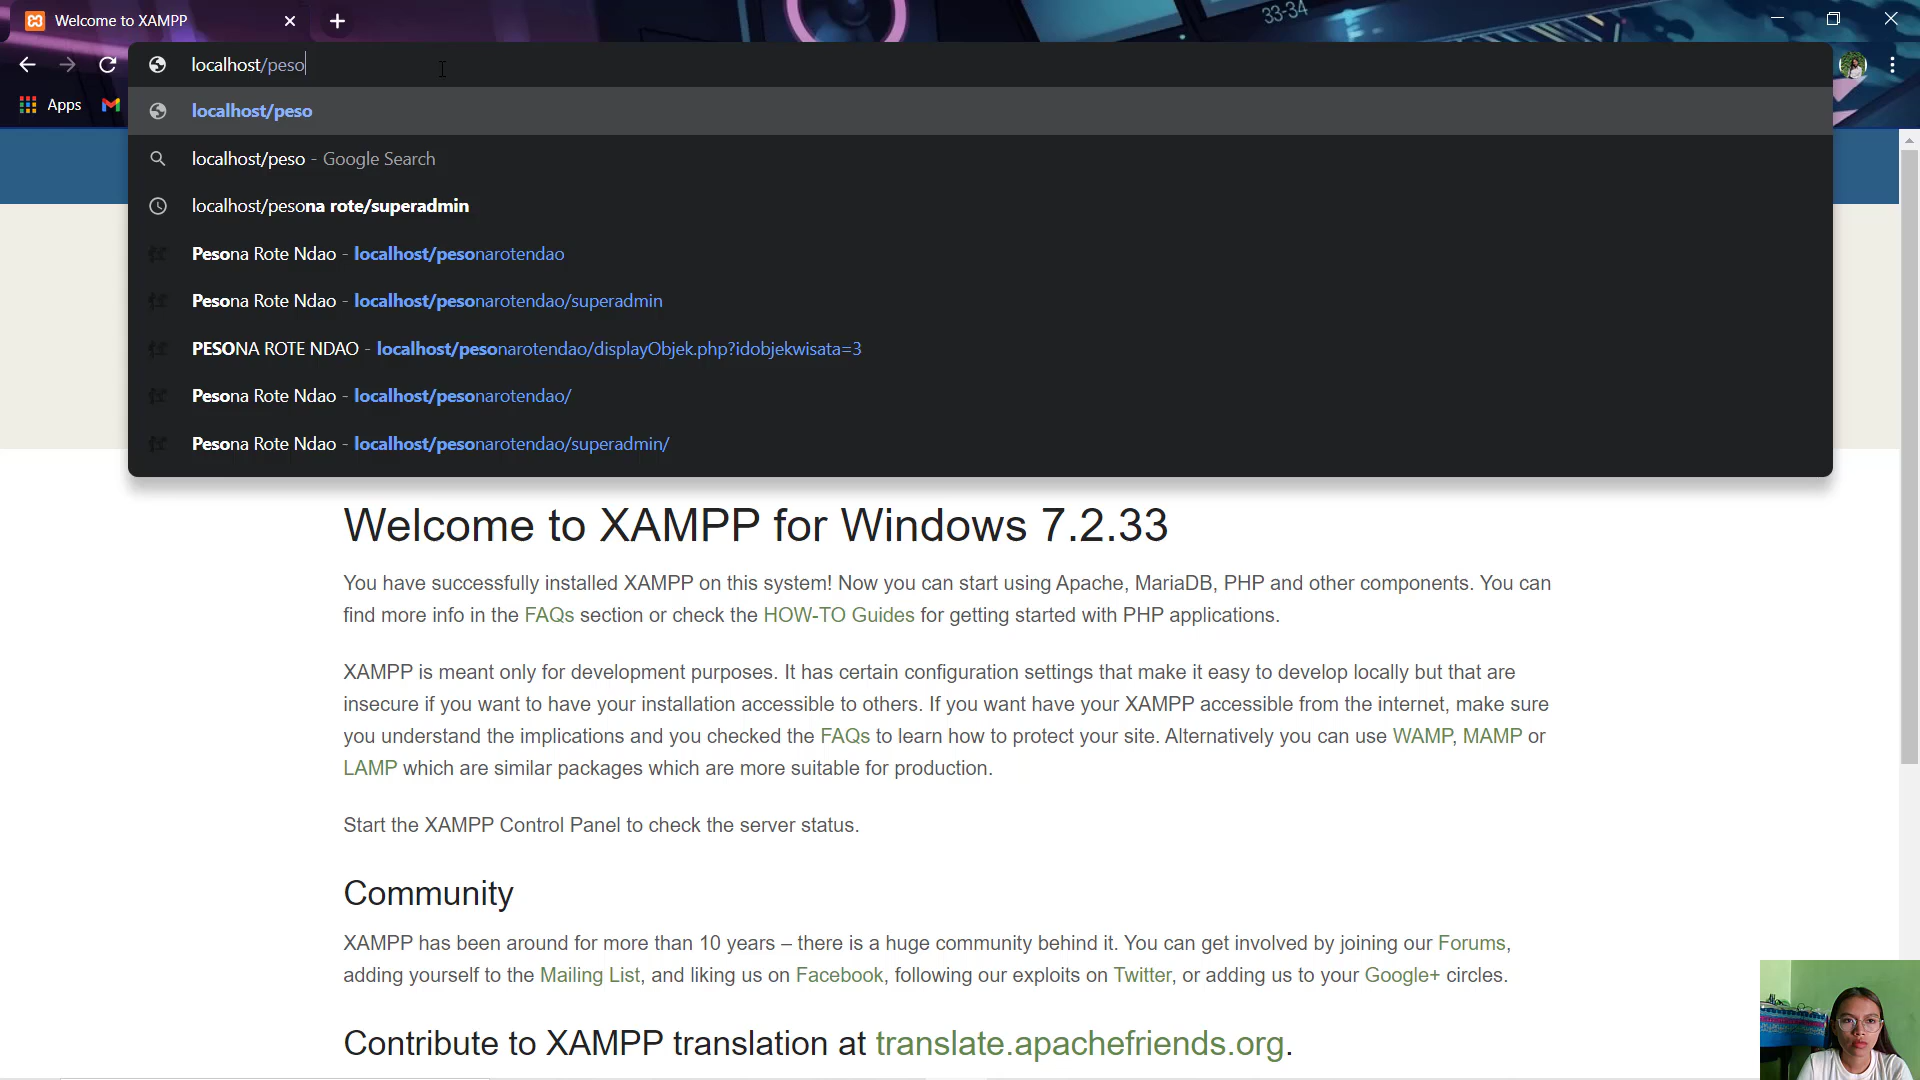 33-34
Welcome to XAMPP
localhost/peso
Apps
localhost/peso
localhost/peso - Google Search
localhost/pesona rote/superadmin
Pesona Rote Ndao - localhost/pesonarotendao
Pesona Rote Ndao - localhost/pesonarotendao/superadmin
PESONA ROTE NDAO - localhost/pesonarotendao/displayObjek.php?idobjekwisata=3
Pesona Rote Ndao - localhost/pesonarotendao/
Pesona Rote Ndao - localhost/pesonarotendao/superadmin/
Welcome to XAMPP for Windows 7.2.33
You have successfully installed XAMPP on this system! Now you can start using Apache, MariaDB, PHP and other components. You can
find more info in the FAQs section or check the HOW-TO Guides for getting started with PHP applications.
XAMPP is meant only for development purposes. It has certain configuration settings that make it easy to develop locally but that are
insecure if you want to have your installation accessible to others. If you want have your XAMPP accessible from the internet, make sure
you understand the implications and you checked the FAQs to learn how to protect your site. Alternatively you can use WAMP, MAMP or
LAMP which are similar packages which are more suitable for production.
Start the XAMPP Control Panel to check the server status.
Community
XAMPP has been around for more than 10 years – there is a huge community behind it. You can get involved by joining our Forums,
adding yourself to the Mailing List, and liking us on Facebook, following our exploits on Twitter, or adding us to your Google+ circles.
Contribute to XAMPP translation at translate.apachefriends.org.